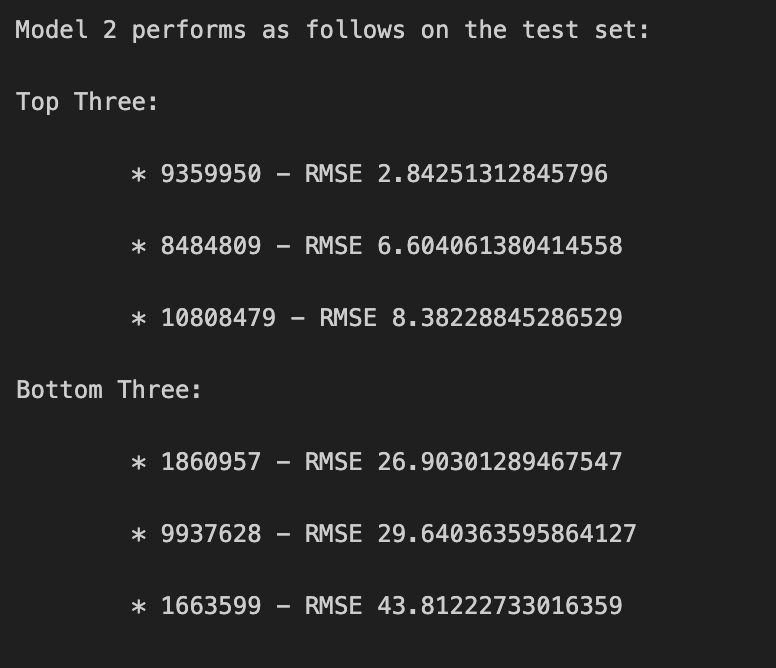 Model 2 performs as follows on the test set:
Top Three:
* 9359950 – RMSE 2.84251312845796
* 8484809 – RMSE 6.604061380414558
* 10808479 – RMSE 8.38228845286529
Bottom Three:
* 1860957 – RMSE 26.90301289467547
* 9937628 – RMSE 29.640363595864127
* 1663599 – RMSE 43.81222733016359